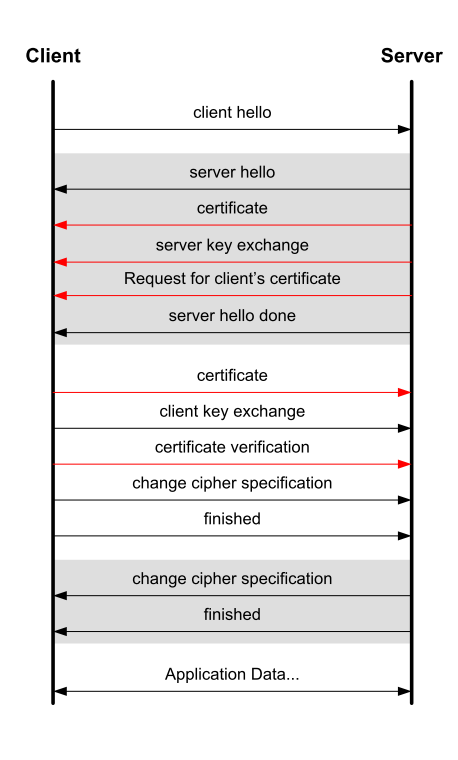 Client Server
client hello
server hello
certificate
server key exchange
Request for client’s certificate
server hello done
certificate
client key exchange
certificate verification
change cipher specification
finished
change cipher specification
finished
Application Data...